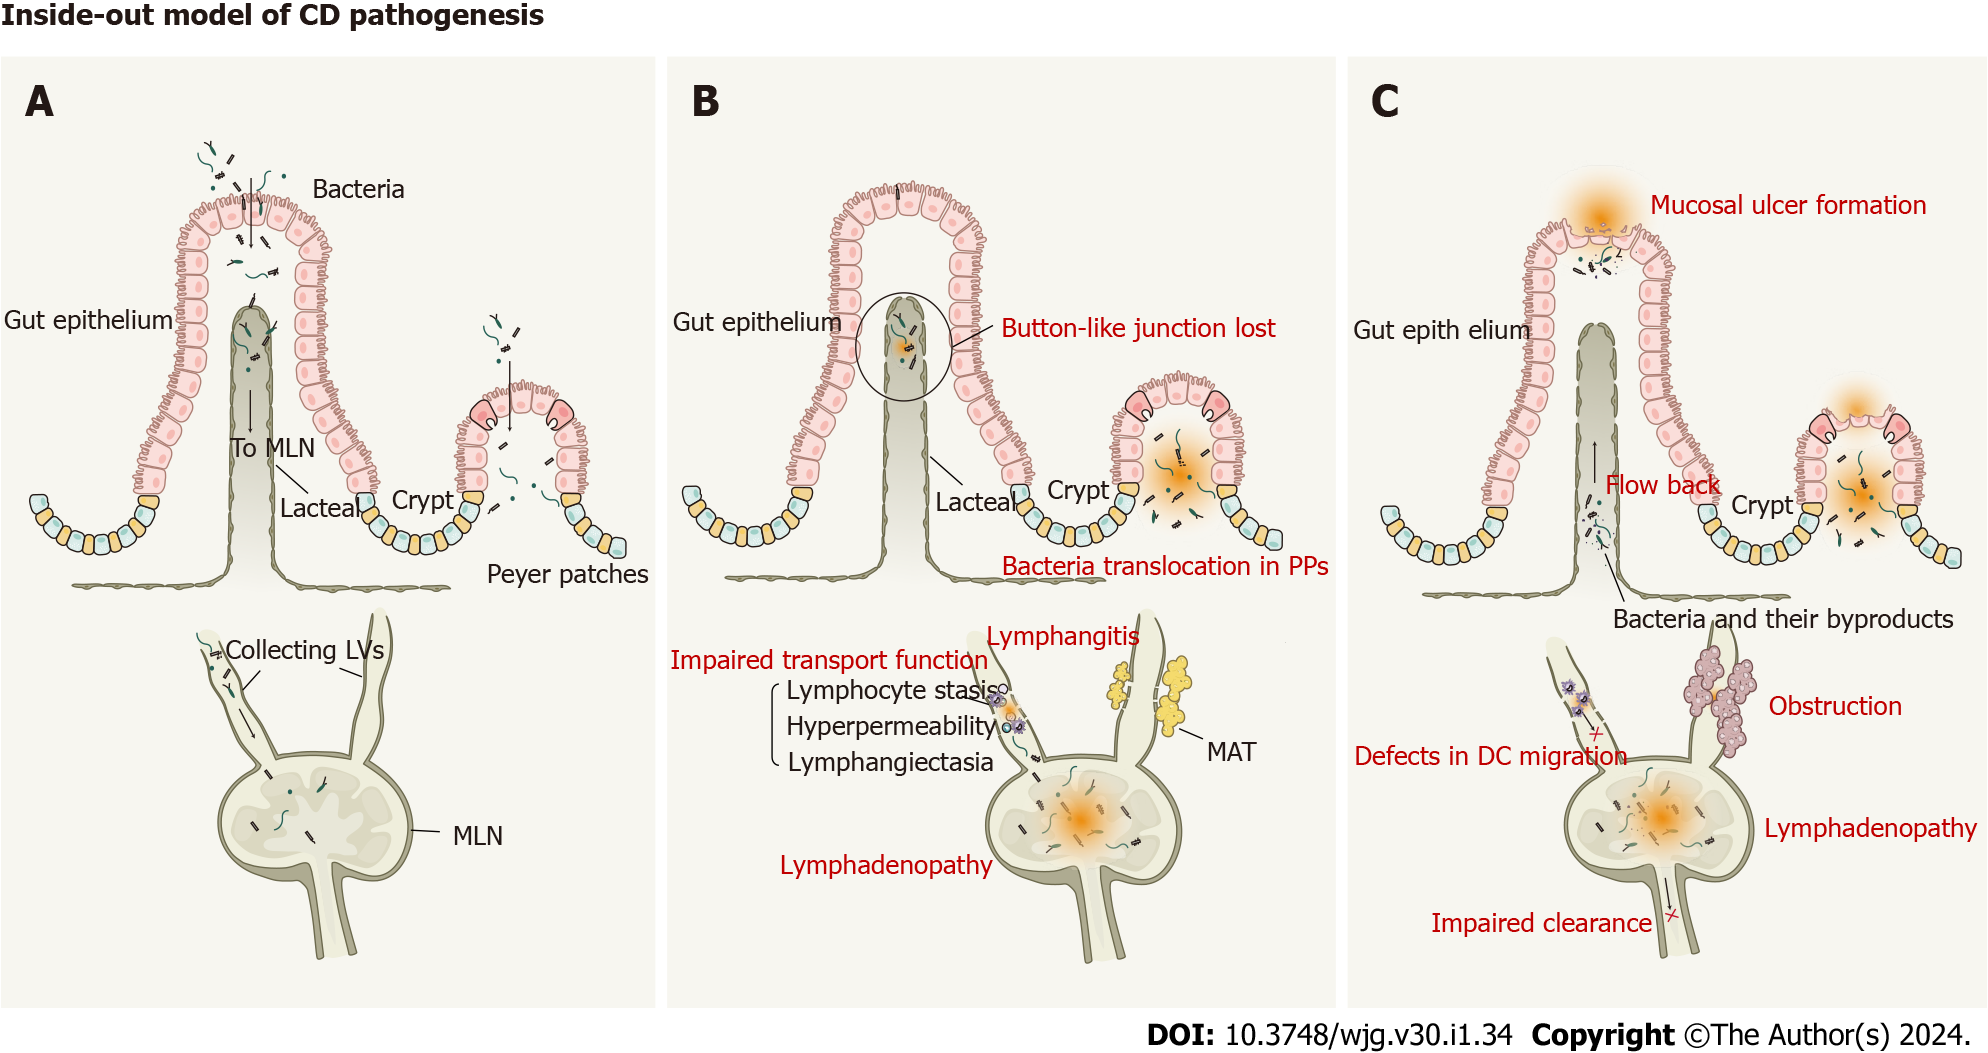 Inside-out model of CD pathogenesis
A
Bacteria
Gut epithelium
To MLN
Lacteal
Crypt
Peyer patches
Collecting LVs
MLN
B
Gut epithelium
Button-like junction lost
Lacteal
Crypt
Bacteria translocation in PPs
Lymphangitis
Impaired transport function
Lymphocyte stasis
Hyperpermeability
Lymphangiectasia
MAT
Lymphadenopathy
C
Mucosal ulcer formation
Gut epith elium
Flow back
Crypt
Bacteria and their byproducts
Obstruction
Defects in DC migration
Lymphadenopathy
Impaired clearance
DOI: 10.3748/wjg.v30.i1.34 Copyright ©The Author(s) 2024.